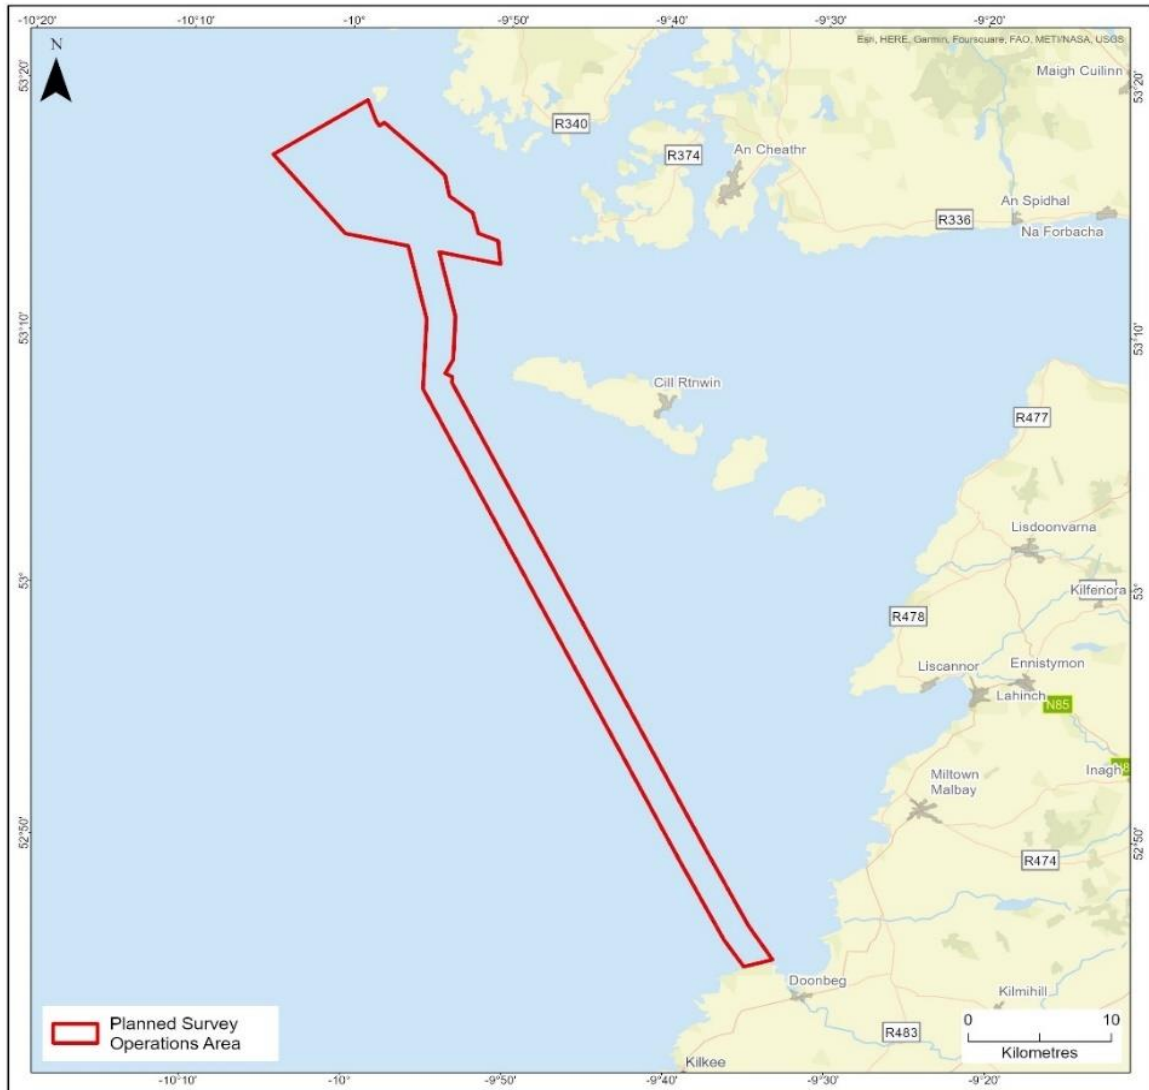 -10°20' -10°10' -10° -9°50' -9°40' -9°30' -9°20'
Esri, HERE, Garmin, Foursquare, FAO, METI/NASA, USGS
N
53°20'
53°20'
Maigh Cuilinn
R340
An Cheathr
R374
An Spidhal
R336
Na Forbacha
53°10'
53°10'
Cill Rtnwin
R477
Lisdoonvarna
53°
53°
Kilfenora
R478
Liscannor
Ennistymon
Lahinch
N85
Inagh
Miltown
Malbay
52°50'
52°50'
R474
Doonbeg
Kilmihill
Planned Survey
Operations Area
R483
0 10
Kilometres
Kilkee
-10°10' -10° -9°50' -9°40' -9°30' -9°20'